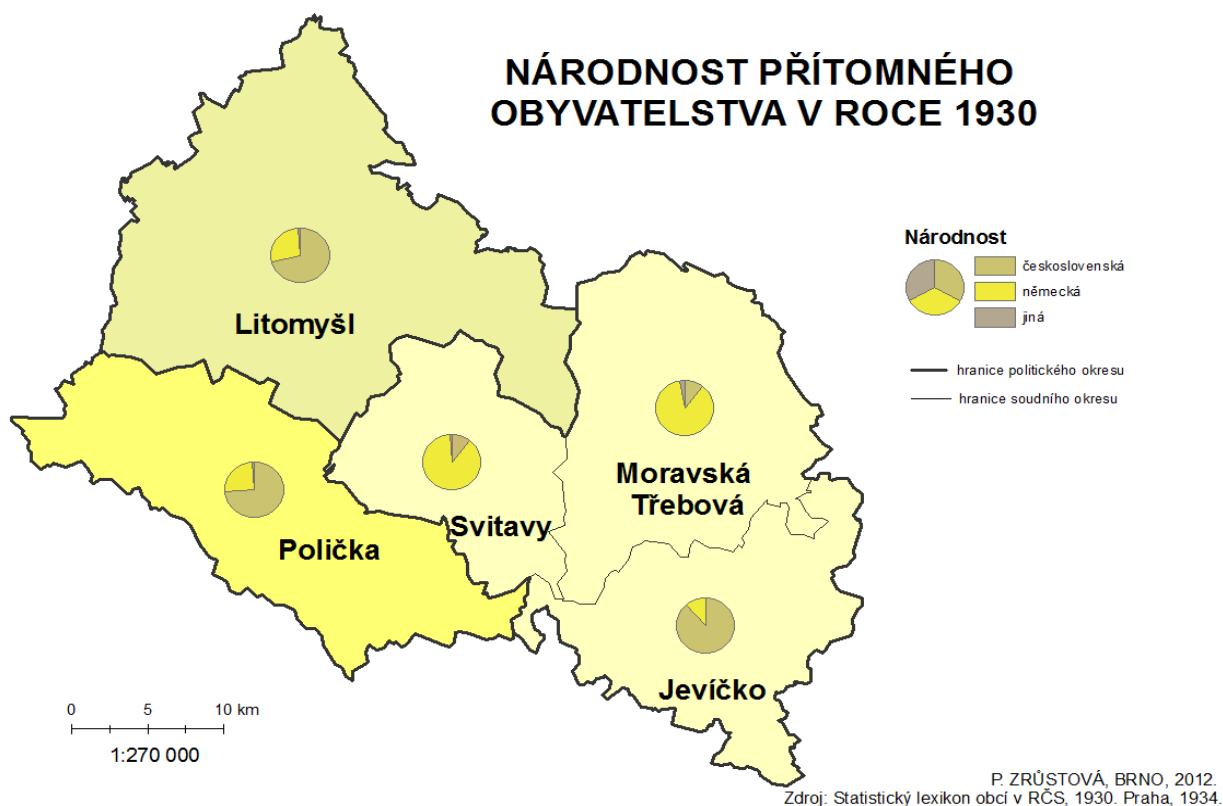 NÁRODNOST PŘÍTOMNÉHO
OBYVATELSTVA V ROCE 1930
Národnost
československá
německá
jiná
hranice politického okresu
hranice soudního okresu
Litomyšl
Moravská
Třebová
Svitavy
Polička
Jevíčko
0 5 10 km
1:270 000
P. ZRŮSTOVÁ, BRNO, 2012.
Zdroj: Statistický lexikon obcí v RČS, 1930. Praha, 1934.